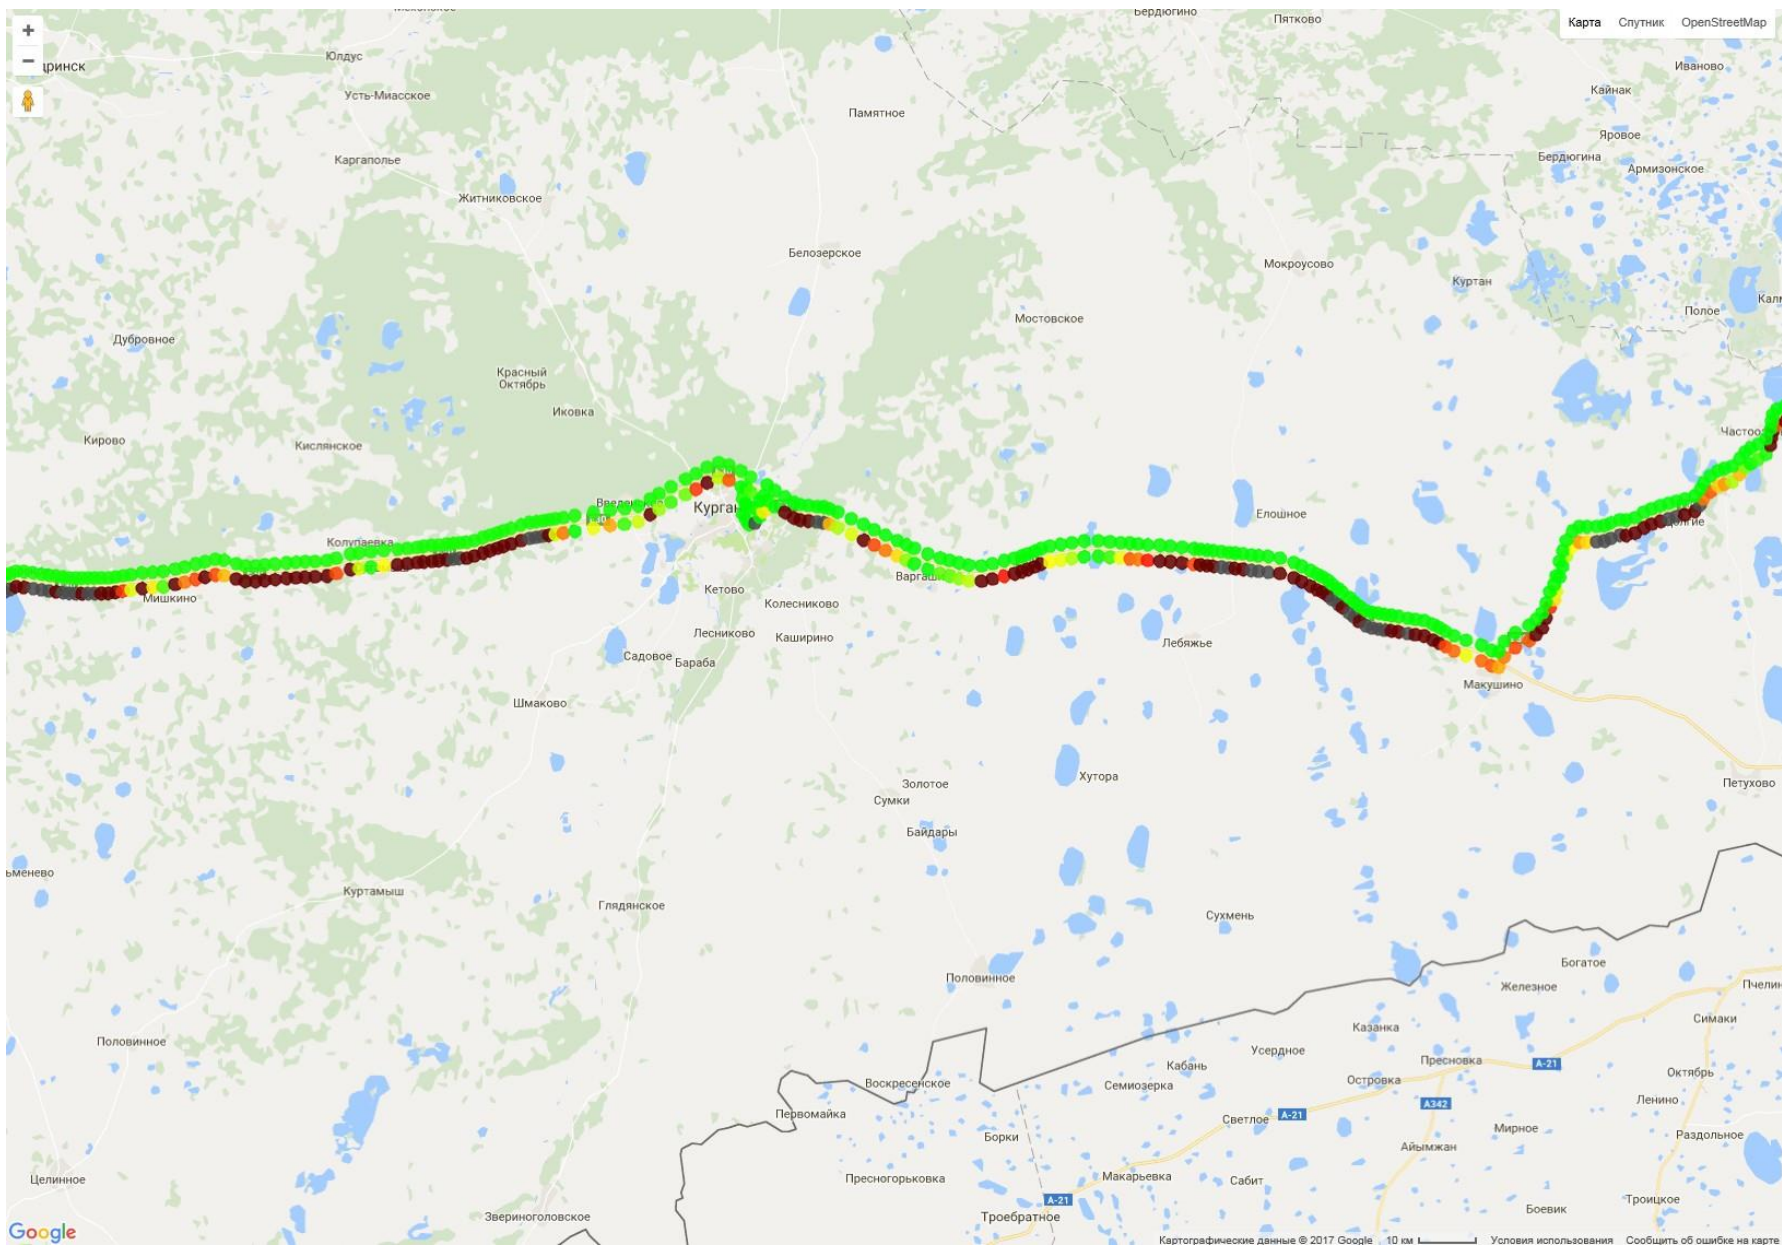 Бердюгино
Пятково
Карта Спутник OpenStreetMap
Юлдус
Иваново
Усть-Миасское
Кайнак
Памятное
Яровое
Каргаполье
Бердюгина
Армизонское
Житниковское
Белозерское
Мокроусово
Куртан
Полое
Мостовское
Дубровное
Красный
Октябрь
Иковка
Кирово
Кислянское
Курган
Елошное
Колупаевка
Мишкино
Кетово
Колесниково
Лесниково
Каширино
Лебяжье
Садовое
Бараба
Макушино
Шмаково
Хутора
Золотое
Петухово
Сумки
Байдары
Куртамыш
Глядянское
Сухмень
Богатое
Половинное
Железное
Симаки
Казанка
Половинное
Усердное
Пресновка
A-21
Кабань
Октябрь
Воскресенское
Семиозерка
Островка
A342
Ленино
Первомайка
Светлое
A-21
Мирное
Борки
Раздольное
Айымжан
Целинное
Пресногорьковка
Макарьевка
Сабит
A-21
Троицкое
Боевик
Звериноголовское
Троебратное
Google
Картографические данные © 2017 Google 10 км Условия использования Сообщить об ошибке на карте